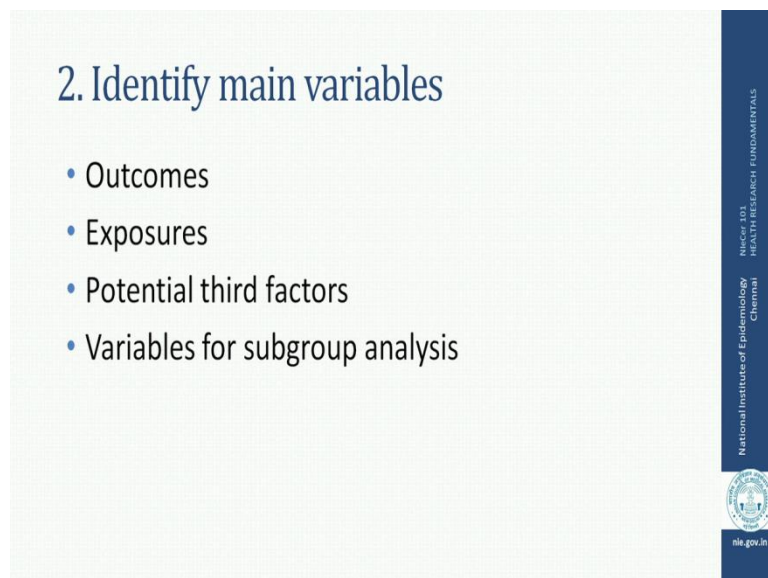 2. Identify main variables
• Outcomes
• Exposures
• Potential third factors
• Variables for subgroup analysis
National Institute of Epidemiology
Chennai
NIeCer 101
HEALTH RESEARCH FUNDAMENTALS
nie.gov.in